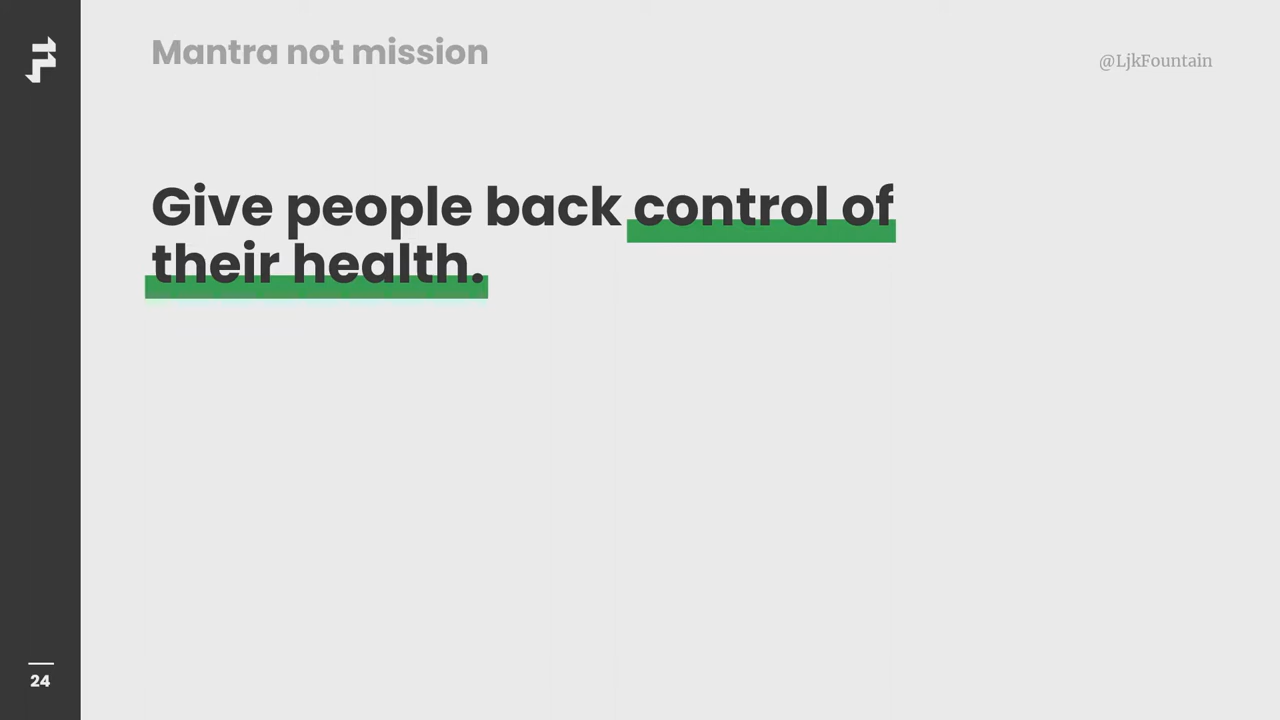 Mantra not mission
@LjkFountain
Give people back control of
their health.
24